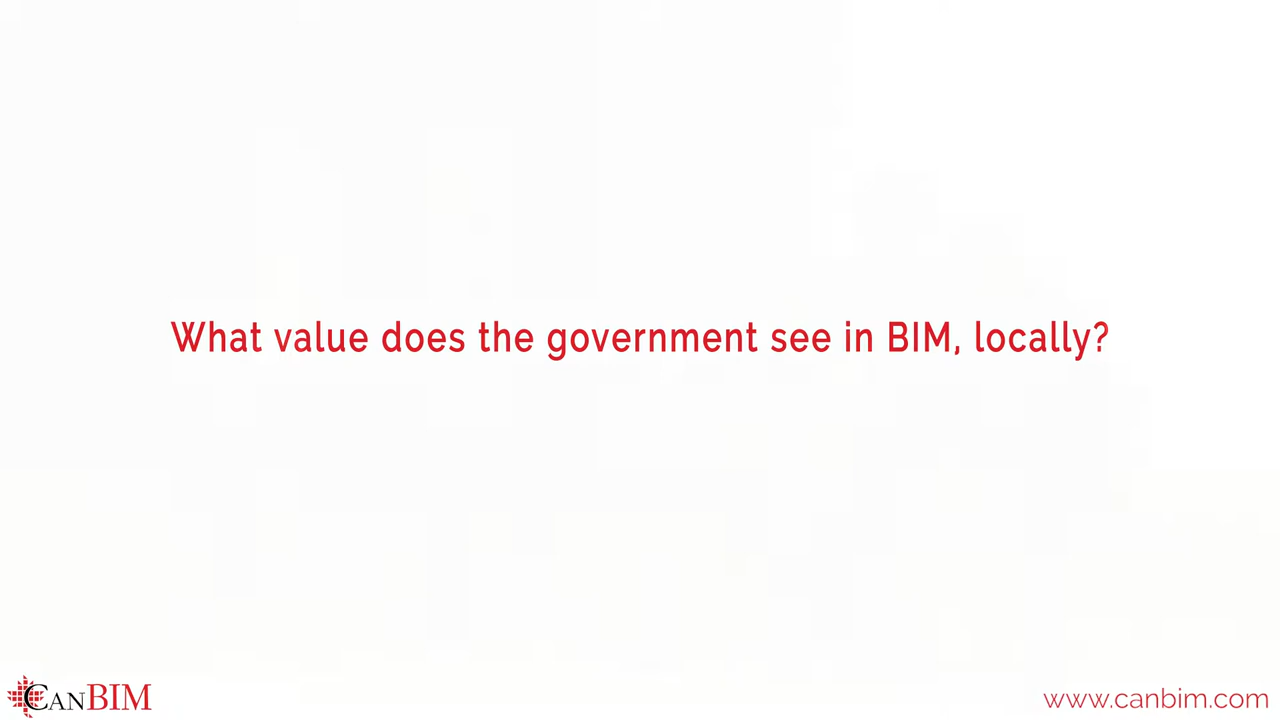 What value does the government see in BIM, locally?
CANBIM
www.canbim.com